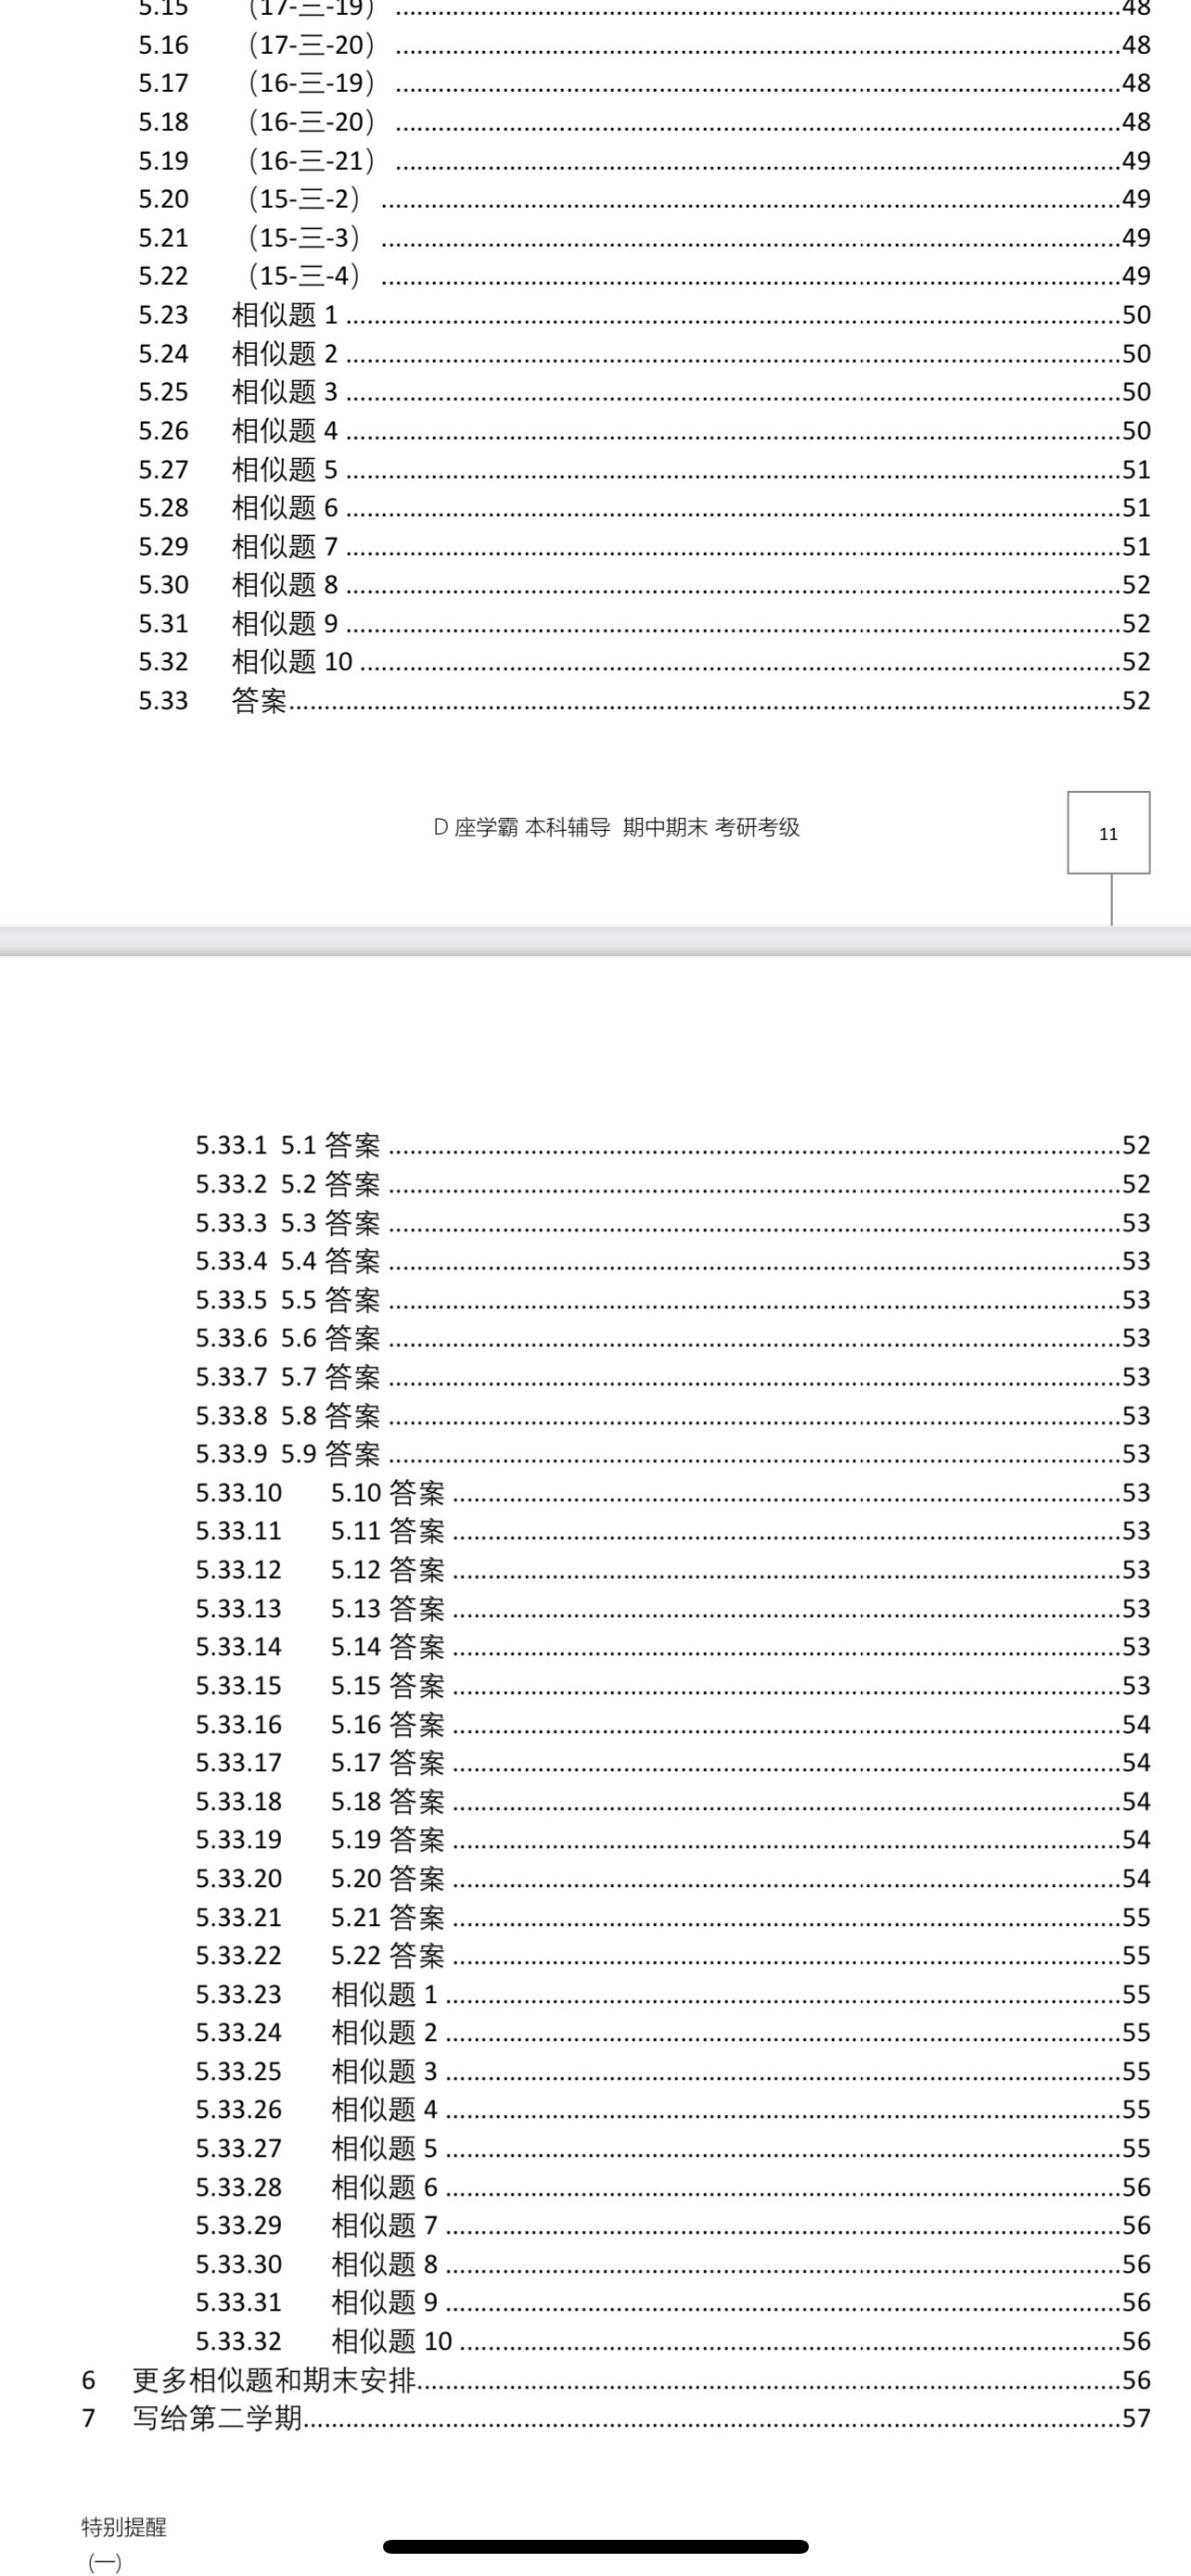 5.15 （17-三-19） 48
5.16 （17-三-20） 48
5.17 （16-三-19） 48
5.18 （16-三-20） 48
5.19 （16-三-21） 49
5.20 （15-三-2） 49
5.21 （15-三-3） 49
5.22 （15-三-4） 49
5.23 相似题 1 50
5.24 相似题 2 50
5.25 相似题 3 50
5.26 相似题 4 50
5.27 相似题 5 51
5.28 相似题 6 51
5.29 相似题 7 51
5.30 相似题 8 52
5.31 相似题 9 52
5.32 相似题 10 52
5.33 答案 52
D 座学霸 本科辅导 期中期末 考研考级
11
5.33.1 5.1 答案 52
5.33.2 5.2 答案 52
5.33.3 5.3 答案 53
5.33.4 5.4 答案 53
5.33.5 5.5 答案 53
5.33.6 5.6 答案 53
5.33.7 5.7 答案 53
5.33.8 5.8 答案 53
5.33.9 5.9 答案 53
5.33.10 5.10 答案 53
5.33.11 5.11 答案 53
5.33.12 5.12 答案 53
5.33.13 5.13 答案 53
5.33.14 5.14 答案 53
5.33.15 5.15 答案 53
5.33.16 5.16 答案 54
5.33.17 5.17 答案 54
5.33.18 5.18 答案 54
5.33.19 5.19 答案 54
5.33.20 5.20 答案 54
5.33.21 5.21 答案 55
5.33.22 5.22 答案 55
5.33.23 相似题 1 55
5.33.24 相似题 2 55
5.33.25 相似题 3 55
5.33.26 相似题 4 55
5.33.27 相似题 5 55
5.33.28 相似题 6 56
5.33.29 相似题 7 56
5.33.30 相似题 8 56
5.33.31 相似题 9 56
5.33.32 相似题 10 56
6 更多相似题和期末安排 56
7 写给第二学期 57
特别提醒
（一）